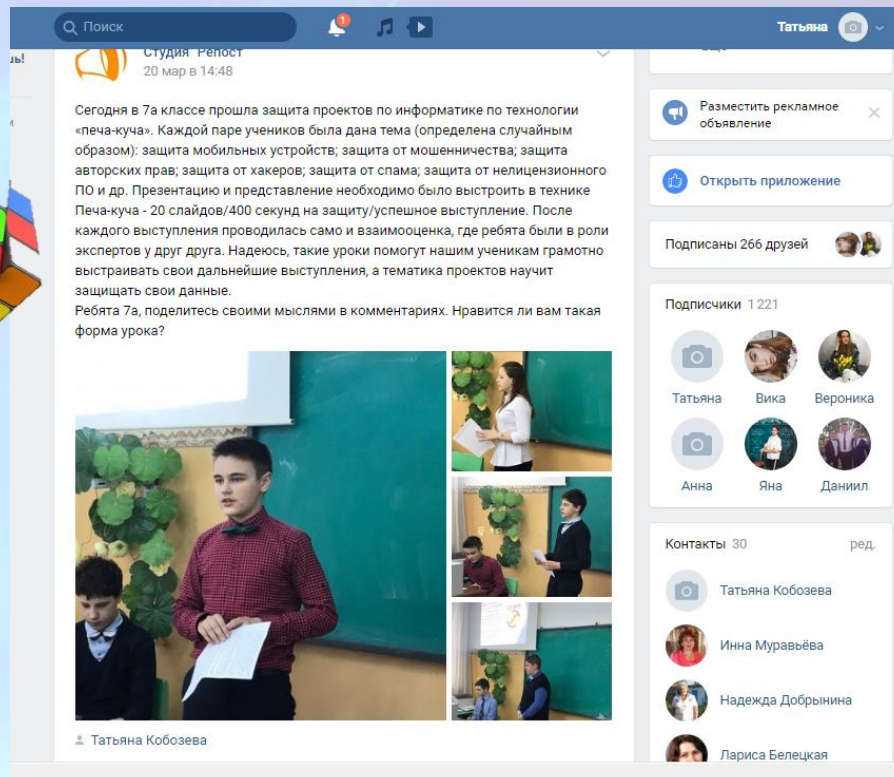 Поиск
1
Татьяна
Студия "Репост"
20 мар в 14:48
Сегодня в 7а классе прошла защита проектов по информатике по технологии
«печа-куча». Каждой паре учеников была дана тема (определена случайным
образом): защита мобильных устройств; защита от мошенничества; защита
авторских прав; защита от хакеров; защита от спама; защита от нелицензионного
ПО и др. Презентацию и представление необходимо было выстроить в технике
Печа-куча - 20 слайдов/400 секунд на защиту/успешное выступление. После
каждого выступления проводилась само и взаимооценка, где ребята были в роли
экспертов у друг друга. Надеюсь, такие уроки помогут нашим ученикам грамотно
выстраивать свои дальнейшие выступления, а тематика проектов научит
защищать свои данные.
Ребята 7а, поделитесь своими мыслями в комментариях. Нравится ли вам такая
форма урока?
Татьяна Кобозева
Разместить рекламное
объявление
Открыть приложение
Подписаны 266 друзей
Подписчики 1 221
Татьяна Вика Вероника
Анна Яна Даниил
Контакты 30 ред.
Татьяна Кобозева
Инна Муравьёва
Надежда Добрынина
Лариса Белецкая